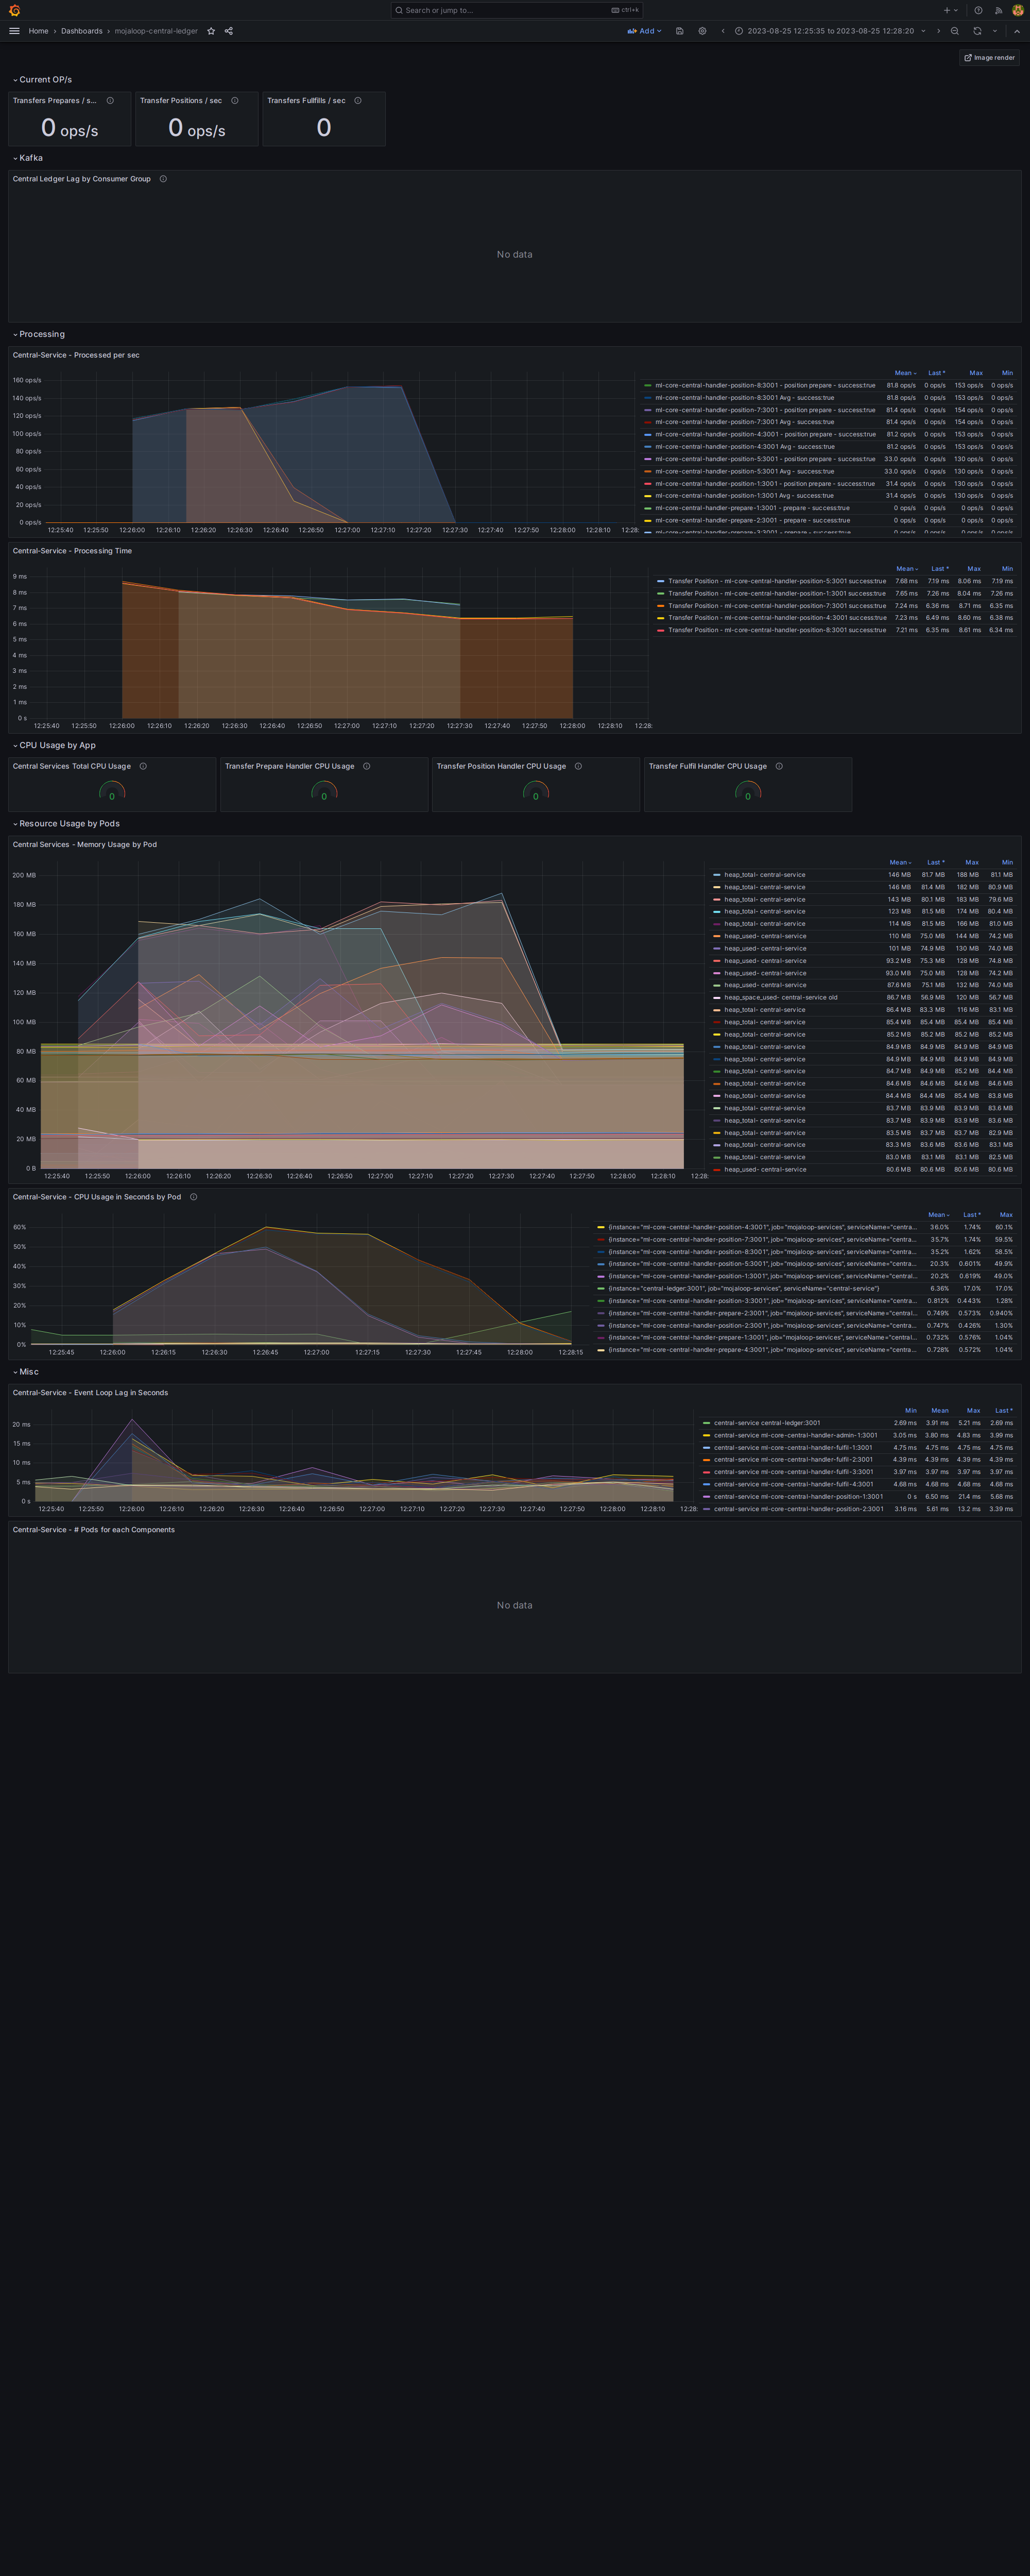 Search or jump to... ctrl+k
Home › Dashboards › mojaloop-central-ledger Add 2023-08-25 12:25:35 to 2023-08-25 12:28:20
Image render
Current OP/s
Transfers Prepares / s... Transfer Positions / sec Transfers Fullfills / sec
0 ops/s 0 ops/s 0
Kafka
Central Ledger Lag by Consumer Group
No data
Processing
Central-Service - Processed per sec
160 ops/s
140 ops/s
120 ops/s
100 ops/s
80 ops/s
60 ops/s
40 ops/s
20 ops/s
0 ops/s
12:25:40 12:25:50 12:26:00 12:26:10 12:26:20 12:26:30 12:26:40 12:26:50 12:27:00 12:27:10 12:27:20 12:27:30 12:27:40 12:27:50 12:28:00 12:28:10 12:28:
Mean Last * Max Min
ml-core-central-handler-position-8:3001 - position prepare - success:true 81.8 ops/s 0 ops/s 153 ops/s 0 ops/s
ml-core-central-handler-position-8:3001 Avg - success:true 81.8 ops/s 0 ops/s 153 ops/s 0 ops/s
ml-core-central-handler-position-7:3001 - position prepare - success:true 81.4 ops/s 0 ops/s 154 ops/s 0 ops/s
ml-core-central-handler-position-7:3001 Avg - success:true 81.4 ops/s 0 ops/s 154 ops/s 0 ops/s
ml-core-central-handler-position-4:3001 - position prepare - success:true 81.2 ops/s 0 ops/s 153 ops/s 0 ops/s
ml-core-central-handler-position-4:3001 Avg - success:true 81.2 ops/s 0 ops/s 153 ops/s 0 ops/s
ml-core-central-handler-position-5:3001 - position prepare - success:true 33.0 ops/s 0 ops/s 130 ops/s 0 ops/s
ml-core-central-handler-position-5:3001 Avg - success:true 33.0 ops/s 0 ops/s 130 ops/s 0 ops/s
ml-core-central-handler-position-1:3001 - position prepare - success:true 31.4 ops/s 0 ops/s 130 ops/s 0 ops/s
ml-core-central-handler-position-1:3001 Avg - success:true 31.4 ops/s 0 ops/s 130 ops/s 0 ops/s
ml-core-central-handler-prepare-1:3001 - prepare - success:true 0 ops/s 0 ops/s 0 ops/s 0 ops/s
ml-core-central-handler-prepare-2:3001 - prepare - success:true 0 ops/s 0 ops/s 0 ops/s 0 ops/s
ml-core-central-handler-prepare-3:3001 - prepare - success:true 0 ops/s 0 ops/s 0 ops/s 0 ops/s
Central-Service - Processing Time
9 ms
8 ms
7 ms
6 ms
5 ms
4 ms
3 ms
2 ms
1 ms
0 s
12:25:40 12:25:50 12:26:00 12:26:10 12:26:20 12:26:30 12:26:40 12:26:50 12:27:00 12:27:10 12:27:20 12:27:30 12:27:40 12:27:50 12:28:00 12:28:10 12:28:
Mean Last * Max Min
Transfer Position - ml-core-central-handler-position-5:3001 success:true 7.68 ms 7.19 ms 8.06 ms 7.19 ms
Transfer Position - ml-core-central-handler-position-1:3001 success:true 7.65 ms 7.26 ms 8.04 ms 7.26 ms
Transfer Position - ml-core-central-handler-position-7:3001 success:true 7.24 ms 6.36 ms 8.71 ms 6.35 ms
Transfer Position - ml-core-central-handler-position-4:3001 success:true 7.23 ms 6.49 ms 8.60 ms 6.38 ms
Transfer Position - ml-core-central-handler-position-8:3001 success:true 7.21 ms 6.35 ms 8.61 ms 6.34 ms
CPU Usage by App
Central Services Total CPU Usage Transfer Prepare Handler CPU Usage Transfer Position Handler CPU Usage Transfer Fulfil Handler CPU Usage
0 0 0 0
Resource Usage by Pods
Central Services - Memory Usage by Pod
200 MB
180 MB
160 MB
140 MB
120 MB
100 MB
80 MB
60 MB
40 MB
20 MB
0 B
12:25:40 12:25:50 12:26:00 12:26:10 12:26:20 12:26:30 12:26:40 12:26:50 12:27:00 12:27:10 12:27:20 12:27:30 12:27:40 12:27:50 12:28:00 12:28:10 12:28:
Mean Last * Max Min
heap_total- central-service 146 MB 81.7 MB 188 MB 81.1 MB
heap_total- central-service 146 MB 81.4 MB 182 MB 80.9 MB
heap_total- central-service 143 MB 80.1 MB 183 MB 79.6 MB
heap_total- central-service 123 MB 81.5 MB 174 MB 80.4 MB
heap_total- central-service 114 MB 81.5 MB 166 MB 81.0 MB
heap_used- central-service 110 MB 75.0 MB 144 MB 74.2 MB
heap_used- central-service 101 MB 74.9 MB 130 MB 74.0 MB
heap_used- central-service 93.2 MB 75.3 MB 128 MB 74.8 MB
heap_used- central-service 93.0 MB 75.0 MB 128 MB 74.2 MB
heap_used- central-service 87.6 MB 75.1 MB 132 MB 74.0 MB
heap_space_used- central-service old 86.7 MB 56.9 MB 120 MB 56.7 MB
heap_total- central-service 86.4 MB 83.3 MB 116 MB 83.1 MB
heap_total- central-service 85.4 MB 85.4 MB 85.4 MB 85.4 MB
heap_total- central-service 85.2 MB 85.2 MB 85.2 MB 85.2 MB
heap_total- central-service 84.9 MB 84.9 MB 84.9 MB 84.9 MB
heap_total- central-service 84.9 MB 84.9 MB 84.9 MB 84.9 MB
heap_total- central-service 84.7 MB 84.9 MB 85.2 MB 84.4 MB
heap_total- central-service 84.6 MB 84.6 MB 84.6 MB 84.6 MB
heap_total- central-service 84.4 MB 84.4 MB 85.4 MB 83.8 MB
heap_total- central-service 83.7 MB 83.9 MB 83.9 MB 83.6 MB
heap_total- central-service 83.7 MB 83.9 MB 83.9 MB 83.6 MB
heap_total- central-service 83.5 MB 83.7 MB 83.7 MB 82.9 MB
heap_total- central-service 83.3 MB 83.6 MB 83.6 MB 83.1 MB
heap_total- central-service 83.0 MB 83.1 MB 83.1 MB 82.5 MB
heap_used- central-service 80.6 MB 80.6 MB 80.6 MB 80.6 MB
Central-Service - CPU Usage in Seconds by Pod
60%
50%
40%
30%
20%
10%
0%
12:25:45 12:26:00 12:26:15 12:26:30 12:26:45 12:27:00 12:27:15 12:27:30 12:27:45 12:28:00 12:28:15
Mean Last * Max
{instance="ml-core-central-handler-position-4:3001", job="mojaloop-services", serviceName="centra... 36.0% 1.74% 60.1%
{instance="ml-core-central-handler-position-7:3001", job="mojaloop-services", serviceName="centra... 35.7% 1.74% 59.5%
{instance="ml-core-central-handler-position-8:3001", job="mojaloop-services", serviceName="centra... 35.2% 1.62% 58.5%
{instance="ml-core-central-handler-position-5:3001", job="mojaloop-services", serviceName="centra... 20.3% 0.601% 49.9%
{instance="ml-core-central-handler-position-1:3001", job="mojaloop-services", serviceName="central... 20.2% 0.619% 49.0%
{instance="central-ledger:3001", job="mojaloop-services", serviceName="central-service"} 6.36% 17.0% 17.0%
{instance="ml-core-central-handler-position-3:3001", job="mojaloop-services", serviceName="centra... 0.812% 0.443% 1.28%
{instance="ml-core-central-handler-prepare-2:3001", job="mojaloop-services", serviceName="central... 0.749% 0.573% 0.940%
{instance="ml-core-central-handler-position-2:3001", job="mojaloop-services", serviceName="centra... 0.747% 0.426% 1.30%
{instance="ml-core-central-handler-prepare-1:3001", job="mojaloop-services", serviceName="central... 0.732% 0.576% 1.04%
{instance="ml-core-central-handler-prepare-4:3001", job="mojaloop-services", serviceName="centra... 0.728% 0.572% 1.04%
Misc
Central-Service - Event Loop Lag in Seconds
20 ms
15 ms
10 ms
5 ms
0 s
12:25:40 12:25:50 12:26:00 12:26:10 12:26:20 12:26:30 12:26:40 12:26:50 12:27:00 12:27:10 12:27:20 12:27:30 12:27:40 12:27:50 12:28:00 12:28:10 12:28:
Min Mean Max Last *
central-service central-ledger:3001 2.69 ms 3.91 ms 5.21 ms 2.69 ms
central-service ml-core-central-handler-admin-1:3001 3.05 ms 3.80 ms 4.83 ms 3.99 ms
central-service ml-core-central-handler-fulfil-1:3001 4.75 ms 4.75 ms 4.75 ms 4.75 ms
central-service ml-core-central-handler-fulfil-2:3001 4.39 ms 4.39 ms 4.39 ms 4.39 ms
central-service ml-core-central-handler-fulfil-3:3001 3.97 ms 3.97 ms 3.97 ms 3.97 ms
central-service ml-core-central-handler-fulfil-4:3001 4.68 ms 4.68 ms 4.68 ms 4.68 ms
central-service ml-core-central-handler-position-1:3001 0 s 6.50 ms 21.4 ms 5.68 ms
central-service ml-core-central-handler-position-2:3001 3.16 ms 5.61 ms 13.2 ms 3.39 ms
Central-Service - # Pods for each Components
No data